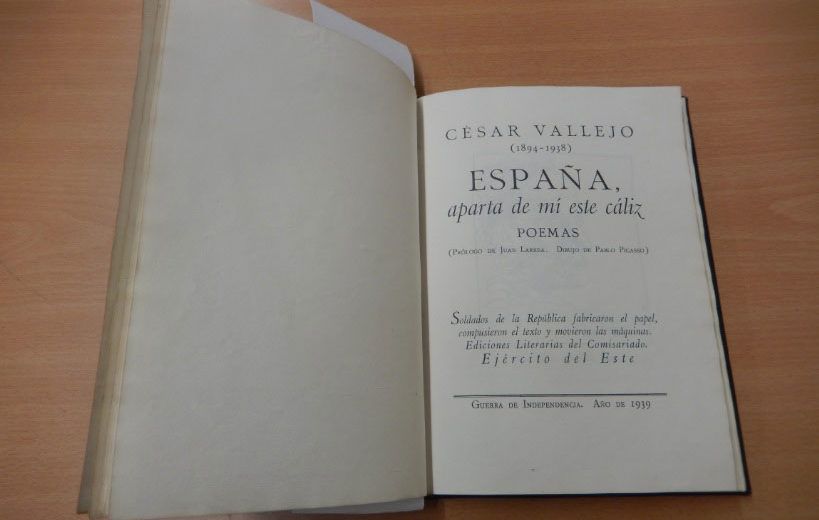 CÉSAR VALLEJO
(1894-1938)
ESPAÑA,
aparta de mí este cáliz
POEMAS
(Prólogo de Juan Larrea. Dibujo de Pablo Picasso)
Soldados de la República fabricaron el papel,
compusieron el texto y movieron las máquinas.
Ediciones Literarias del Comisariado.
Ejército del Este
Guerra de Independencia. Año de 1939